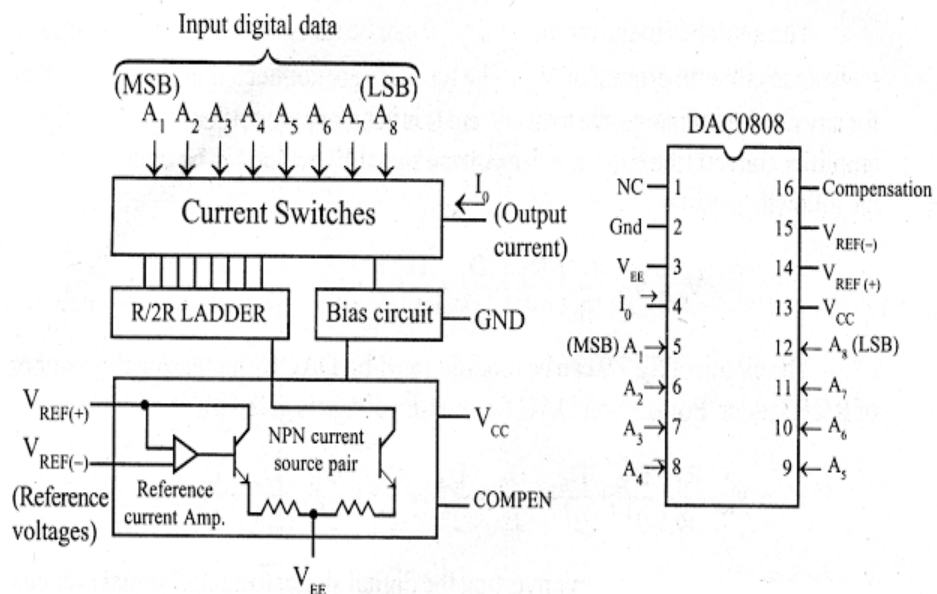 Input digital data
(MSB) (LSB)
A1 A2 A3 A4 A5 A6 A7 A8
Current Switches
I0
(Output
current)
R/2R LADDER
Bias circuit
GND
VREF(+)
VREF(−)
(Reference
voltages)
NPN current
source pair
Reference
current Amp.
VCC
COMPEN
VEE
DAC0808
NC 1 16 Compensation
Gnd 2 15 VREF(−)
VEE 3 14 VREF(+)
I0 4 13 VCC
(MSB) A1 5 12 A8 (LSB)
A2 6 11 A7
A3 7 10 A6
A4 8 9 A5